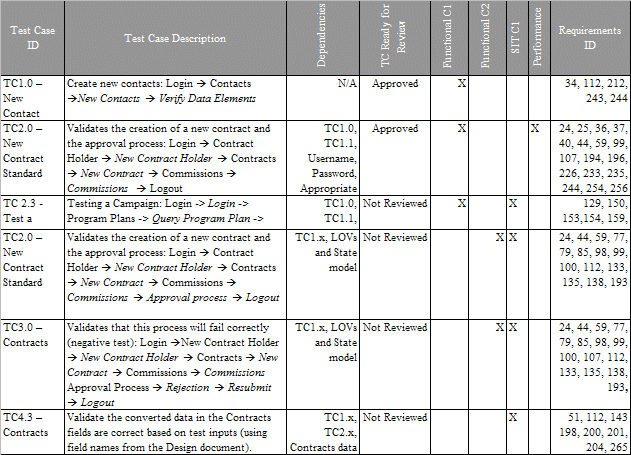 Test Case ID
Test Case Description
Dependencies
TC Ready for Review
Functional C1
Functional C2
SIT C1
Performance
Requirements ID
TC1.0 – New Contact
Create new contacts: Login → Contacts
→New Contacts → Verify Data Elements
N/A
Approved
X
34, 112, 212,
243, 244
TC2.0 – New Contract Standard
Validates the creation of a new contract and
the approval process: Login → Contract
Holder → New Contract Holder → Contracts
→ New Contract → Commissions →
Commissions → Logout
TC1.0,
TC1.1,
Username,
Password,
Appropriate
Approved
X
X
24, 25, 36, 37,
40, 44, 59, 99,
107, 194, 196,
226, 233, 235,
244, 254, 256
TC 2.3 - Test a
Testing a Campaign: Login -> Login ->
Program Plans -> Query Program Plan ->
TC1.0,
TC1.1,
Not Reviewed
X
X
129, 150,
153,154, 159,
TC2.0 – New Contract Standard
Validates the creation of a new contract and
the approval process: Login → Contract
Holder → New Contract Holder → Contracts
→ New Contract → Commissions →
Commissions → Approval process → Logout
TC1.x, LOVs
and State
model
Not Reviewed
X
X
24, 44, 59, 77,
79, 85, 98, 99,
100, 112, 133,
135, 138, 193
TC3.0 – Contracts
Validates that this process will fail correctly
(negative test): Login →New Contract Holder
→ New Contract Holder → Contracts → New
Contract → Commissions → Commissions
Approval Process → Rejection → Resubmit
→ Logout
TC1.x, LOVs
and State
model
Not Reviewed
X
X
24, 44, 59, 77,
79, 85, 98, 99,
100, 107, 112,
133, 135, 138,
193,
TC4.3 – Contracts
Validate the converted data in the Contracts
fields are correct based on test inputs (using
field names from the Design document).
TC1.x,
TC2.x,
Contracts data
Not Reviewed
X
51, 112, 143
198, 200, 201,
204, 265